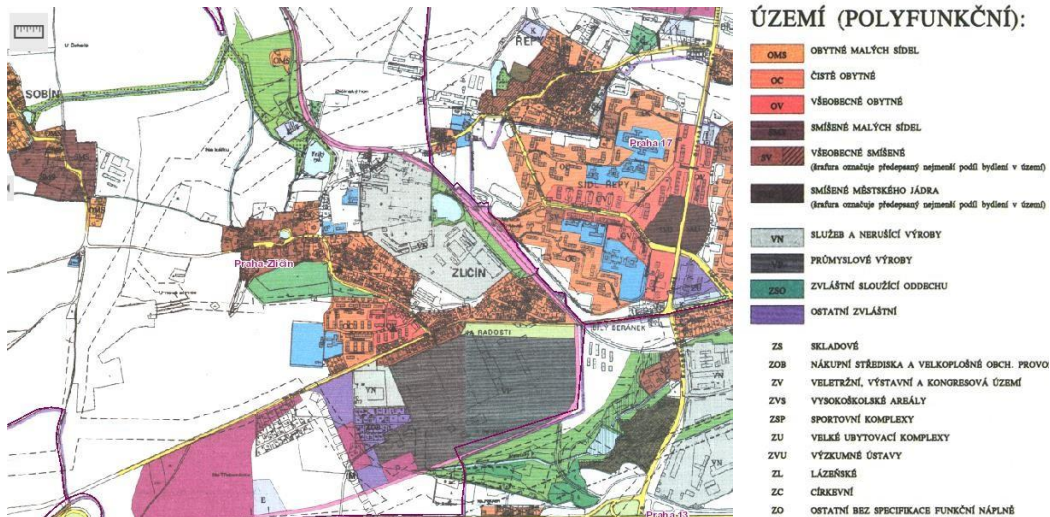 ÚZEMÍ (POLYFUNKČNÍ):
OMS OBYTNÉ MALÝCH SÍDEL
OC ČISTĚ OBYTNÉ
OV VŠEOBECNĚ OBYTNÉ
SMÍŠENÉ MALÝCH SÍDEL
SV VŠEOBECNĚ SMÍŠENÉ
(šrafura označuje předepsaný nejmenší podíl bydlení v území)
SMÍŠENÉ MĚSTSKÉHO JÁDRA
(šrafura označuje předepsaný nejmenší podíl bydlení v území)
VN SLUŽEB A NERUŠÍCÍ VÝROBY
PRŮMYSLOVÉ VÝROBY
ZSO ZVLÁŠTNÍ SLOUŽÍCÍ ODDECHU
OSTATNÍ ZVLÁŠTNÍ
ZS SKLADOVÉ
ZOB NÁKUPNÍ STŘEDISKA A VELKOPLOŠNÉ OBCH. PROVO
ZV VELETRŽNÍ, VÝSTAVNÍ A KONGRESOVÁ ÚZEMÍ
ZVS VYSOKOŠKOLSKÉ AREÁLY
ZSP SPORTOVNÍ KOMPLEXY
ZU VELKÉ UBYTOVACÍ KOMPLEXY
ZVU VÝZKUMNÉ ÚSTAVY
ZL LÁZEŇSKÉ
ZC CÍRKEVNÍ
ZO OSTATNÍ BEZ SPECIFIKACE FUNKČNÍ NÁPLNĚ
ŘEPY
OMS
SOBÍN
Praha 17
SÍDL. ŘEPY
Praha-Zličín
ZLIČÍN
NA RADOSTI
BÍLÝ BERÁNEK
VN
VN
VN
E
Praha 13